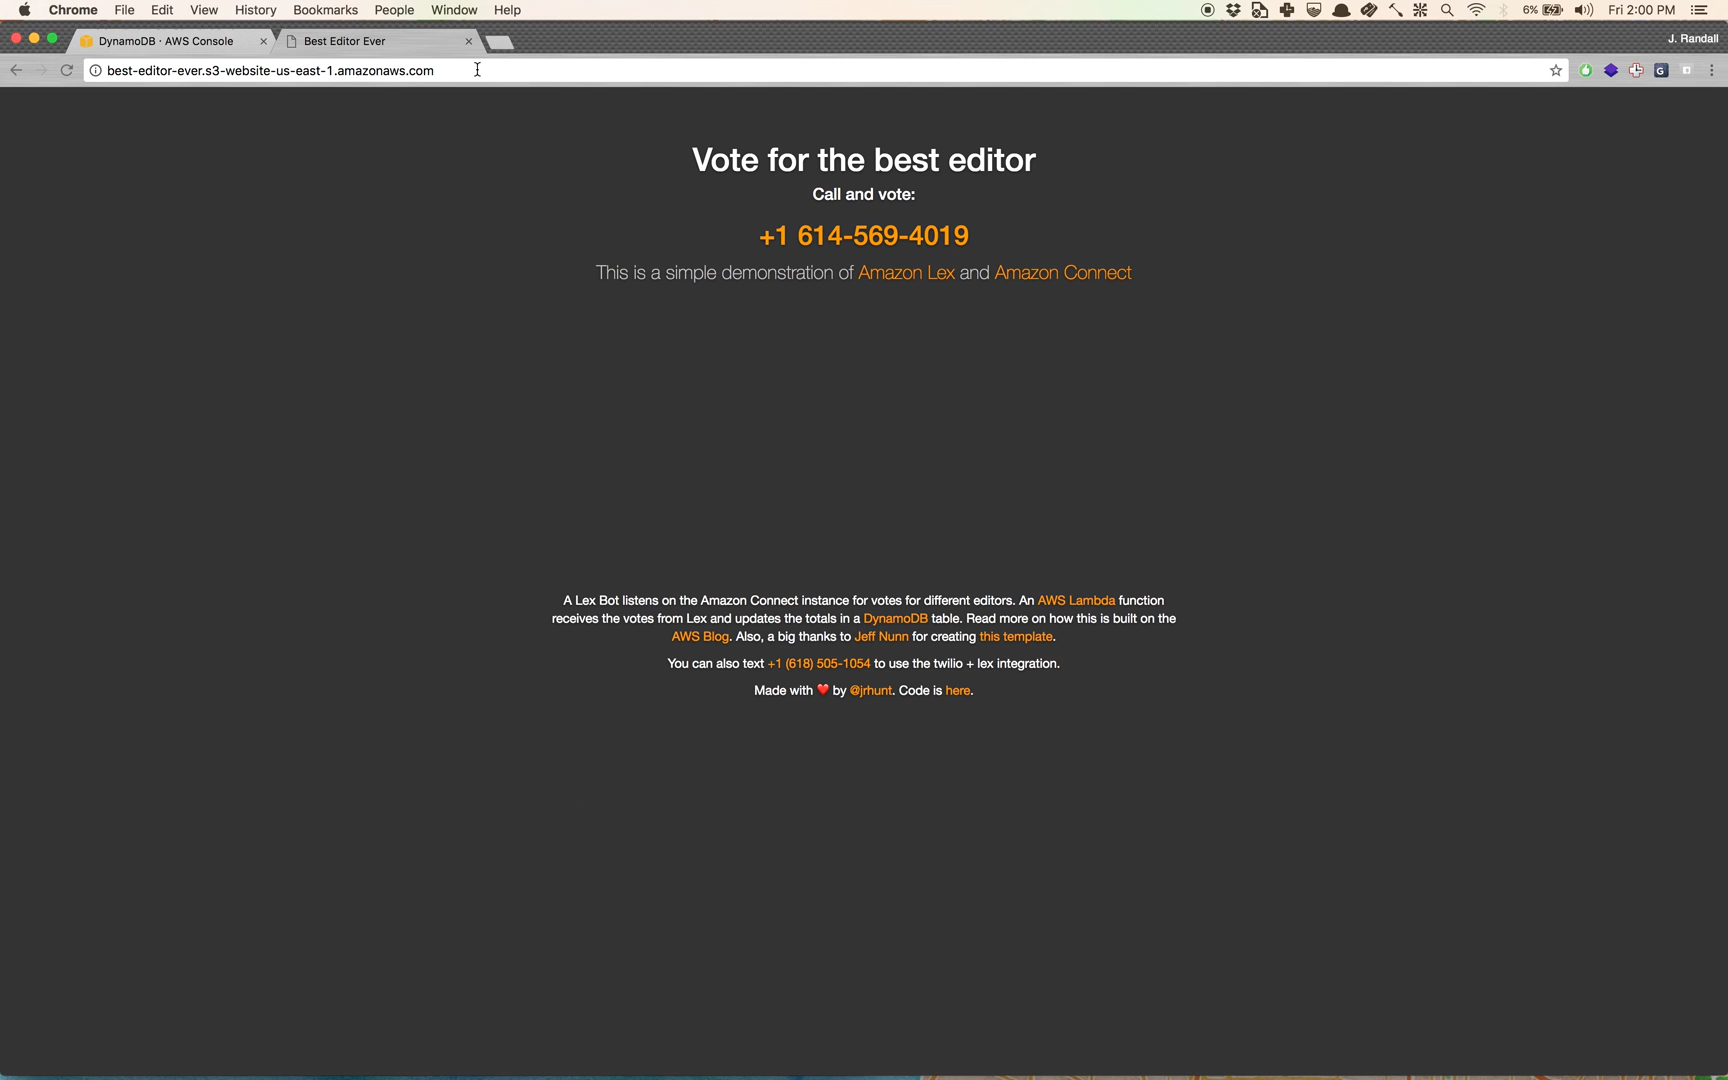 Chrome File Edit View History Bookmarks People Window Help 6% Fri 2:00 PM
DynamoDB · AWS Console Best Editor Ever J. Randall
best-editor-ever.s3-website-us-east-1.amazonaws.com
Vote for the best editor
Call and vote:
+1 614-569-4019
This is a simple demonstration of Amazon Lex and Amazon Connect
A Lex Bot listens on the Amazon Connect instance for votes for different editors. An AWS Lambda function
receives the votes from Lex and updates the totals in a DynamoDB table. Read more on how this is built on the
AWS Blog. Also, a big thanks to Jeff Nunn for creating this template.
You can also text +1 (618) 505-1054 to use the twilio + lex integration.
Made with ❤️ by @jrhunt. Code is here.